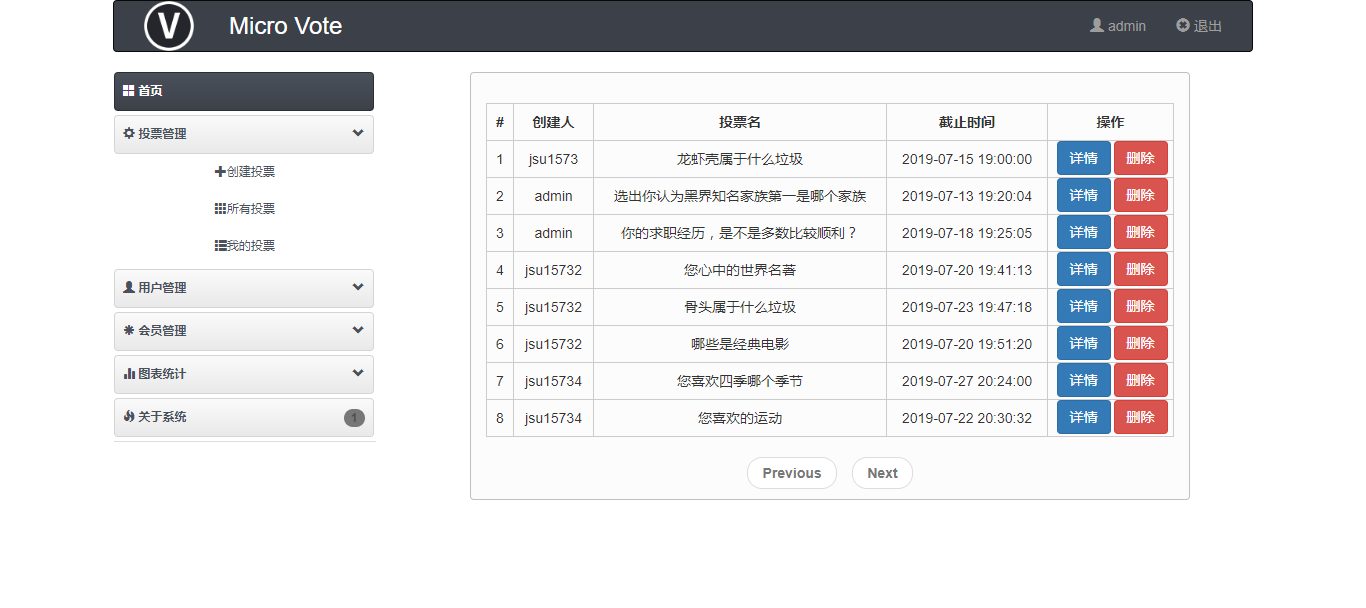 V Micro Vote admin 退出
首页
投票管理
创建投票
所有投票
我的投票
用户管理
会员管理
图表统计
关于系统 1
# 创建人 投票名 截止时间 操作
1 jsu1573 龙虾壳属于什么垃圾 2019-07-15 19:00:00 详情 删除
2 admin 选出你认为黑界知名家族第一是哪个家族 2019-07-13 19:20:04 详情 删除
3 admin 你的求职经历，是不是多数比较顺利？ 2019-07-18 19:25:05 详情 删除
4 jsu15732 您心中的世界名著 2019-07-20 19:41:13 详情 删除
5 jsu15732 骨头属于什么垃圾 2019-07-23 19:47:18 详情 删除
6 jsu15732 哪些是经典电影 2019-07-20 19:51:20 详情 删除
7 jsu15734 您喜欢四季哪个季节 2019-07-27 20:24:00 详情 删除
8 jsu15734 您喜欢的运动 2019-07-22 20:30:32 详情 删除
Previous Next